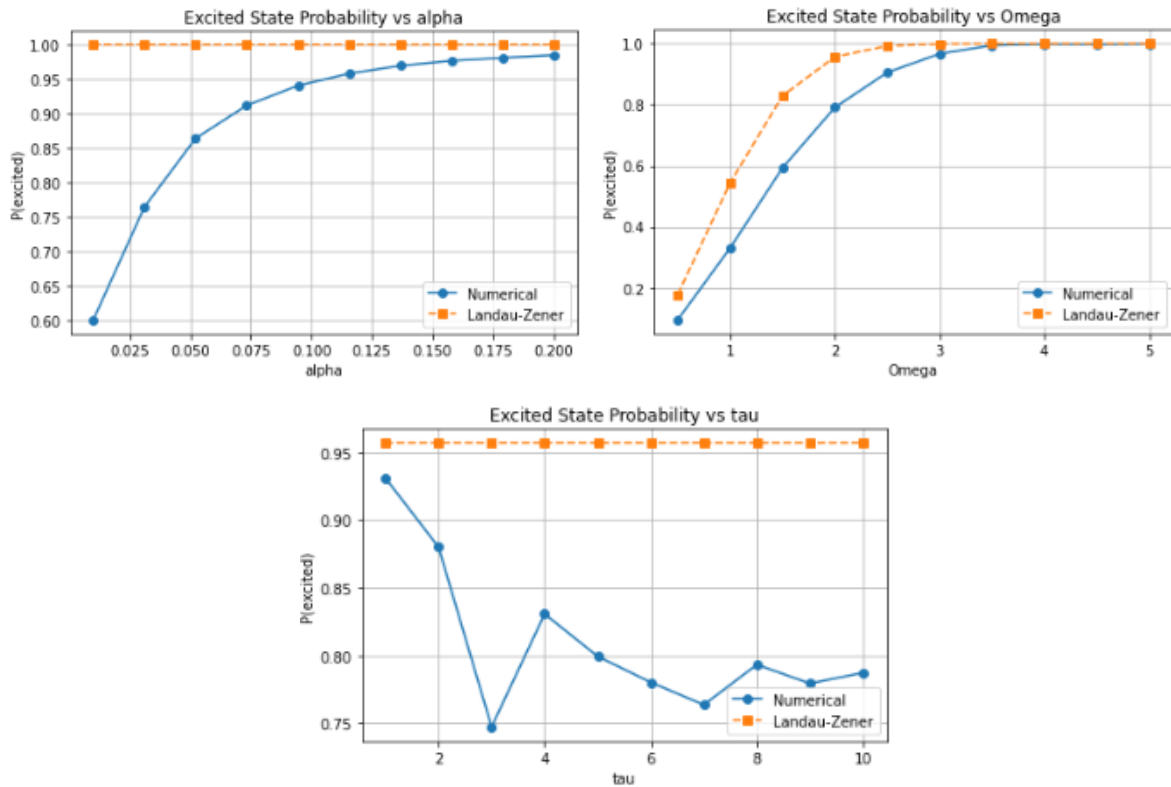 Excited State Probability vs alpha
1.00
0.95
0.90
0.85
0.80
0.75
0.70
0.65
0.60
P(excited)
Numerical
Landau-Zener
0.025 0.050 0.075 0.100 0.125 0.150 0.175 0.200
alpha
Excited State Probability vs Omega
1.0
0.8
0.6
0.4
0.2
P(excited)
Numerical
Landau-Zener
1 2 3 4 5
Omega
Excited State Probability vs tau
0.95
0.90
0.85
0.80
0.75
P(excited)
Numerical
Landau-Zener
2 4 6 8 10
tau